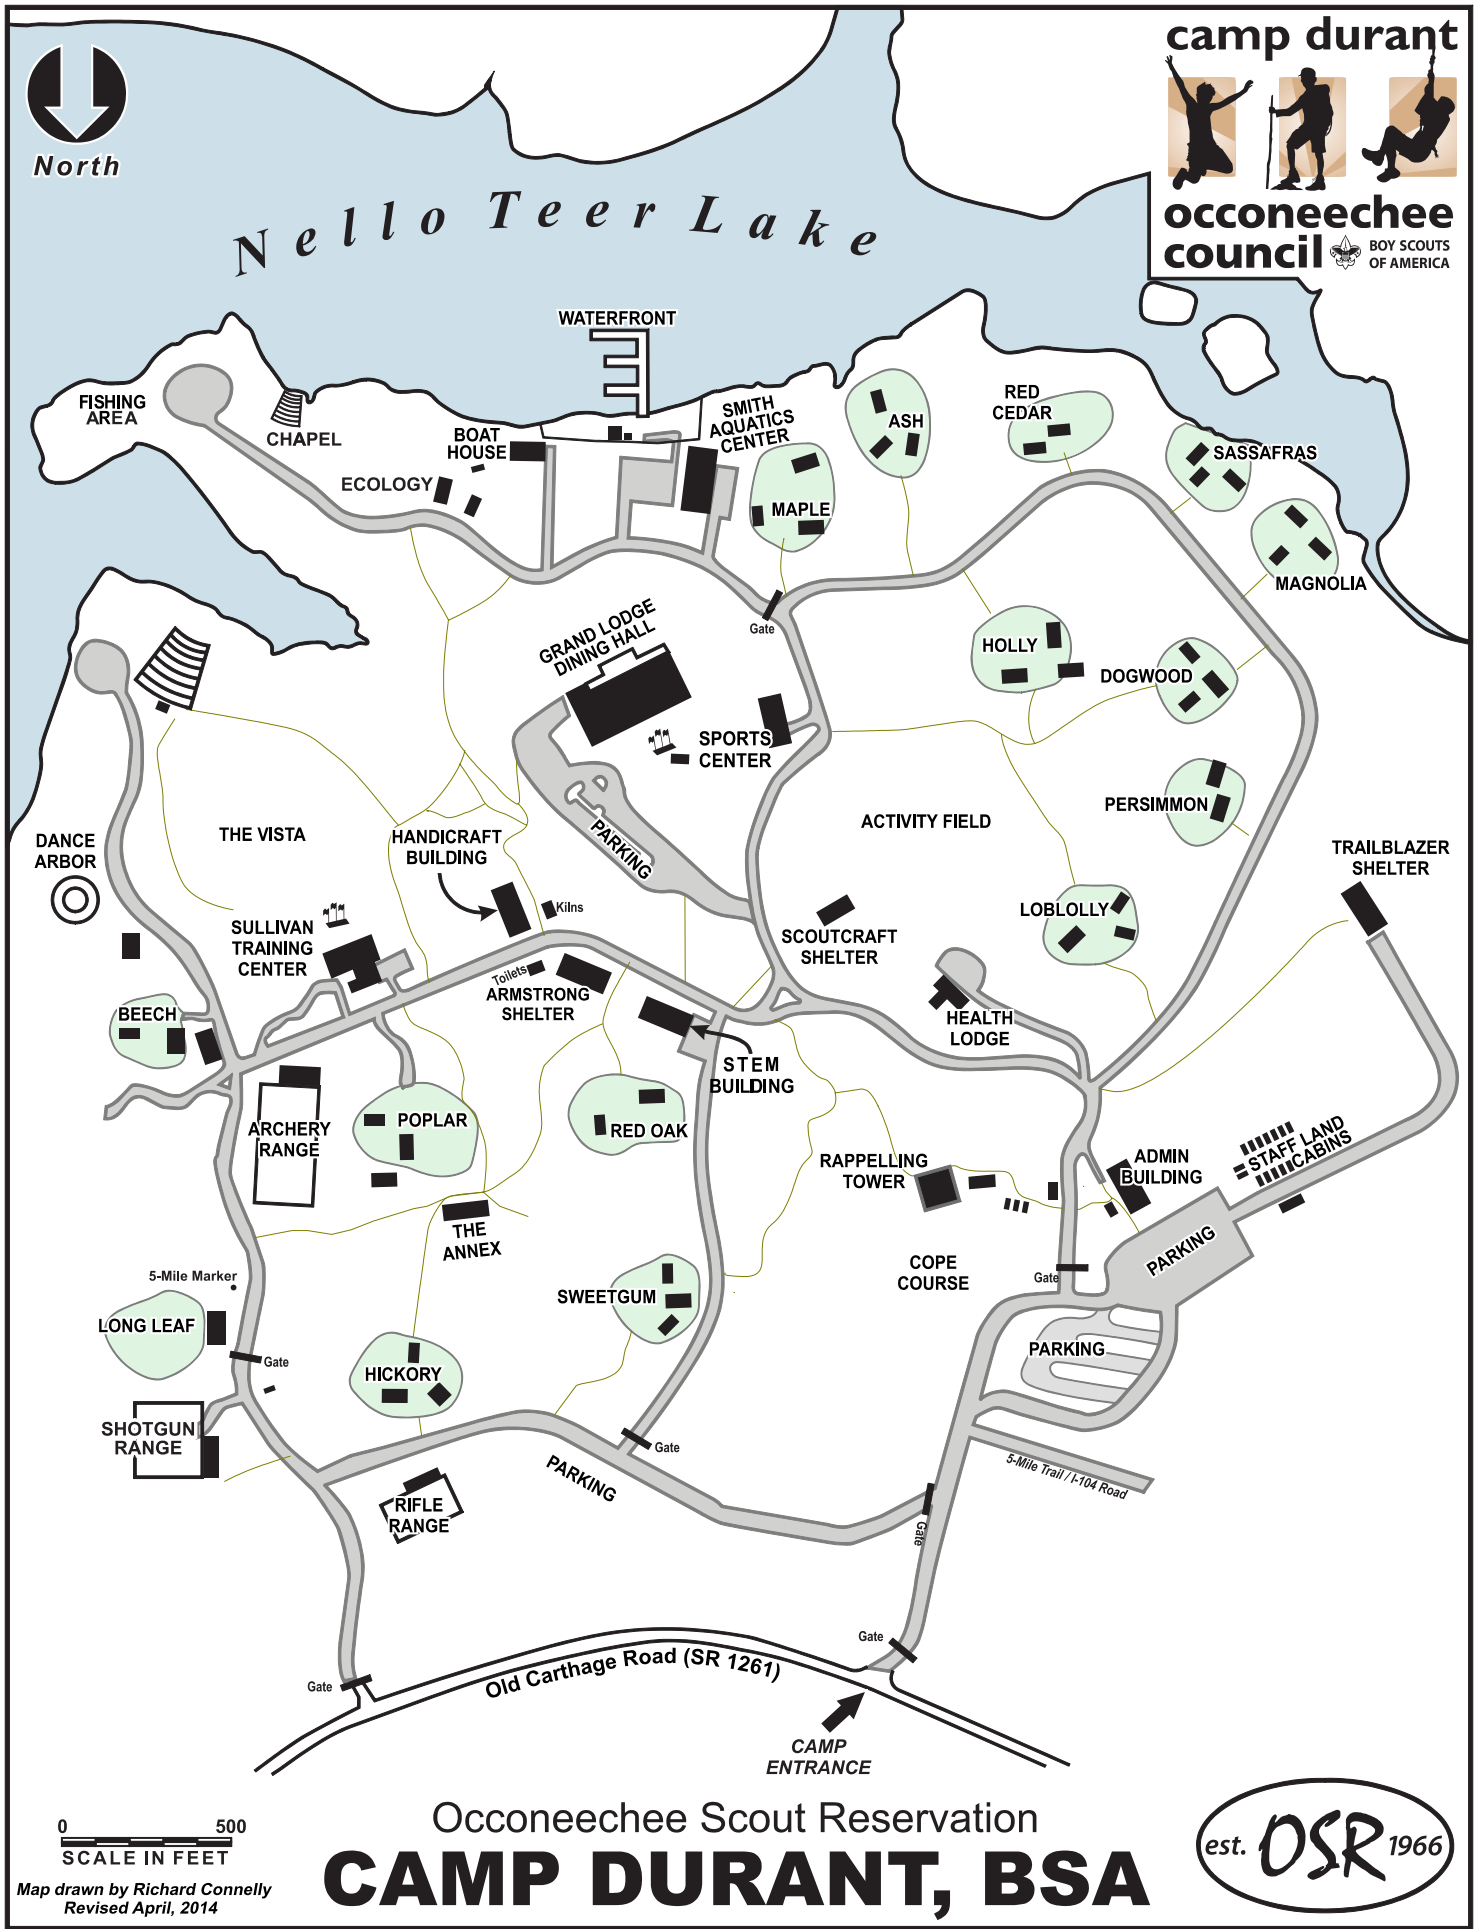 camp durant
occoneechee
council
BOY SCOUTS
OF AMERICA
North
Nello Teer Lake
WATERFRONT
FISHING
AREA
CHAPEL
BOAT
HOUSE
ECOLOGY
SMITH
AQUATICS
CENTER
MAPLE
ASH
RED
CEDAR
SASSAFRAS
MAGNOLIA
Gate
GRAND LODGE
DINING HALL
HOLLY
DOGWOOD
SPORTS
CENTER
PERSIMMON
ACTIVITY FIELD
PARKING
THE VISTA
HANDICRAFT
BUILDING
DANCE
ARBOR
TRAILBLAZER
SHELTER
Kilns
LOBLOLLY
SCOUTCRAFT
SHELTER
SULLIVAN
TRAINING
CENTER
Toilets
ARMSTRONG
SHELTER
BEECH
HEALTH
LODGE
STEM
BUILDING
ARCHERY
RANGE
POPLAR
RED OAK
RAPPELLING
TOWER
ADMIN
BUILDING
STAFF LAND
CABINS
THE
ANNEX
PARKING
COPE
COURSE
Gate
5-Mile Marker
SWEETGUM
LONG LEAF
Gate
PARKING
HICKORY
SHOTGUN
RANGE
Gate
PARKING
5-Mile Trail / I-104 Road
RIFLE
RANGE
Gate
Gate
Gate
Old Carthage Road (SR 1261)
CAMP
ENTRANCE
0 500
SCALE IN FEET
Map drawn by Richard Connelly
Revised April, 2014
Occoneechee Scout Reservation
CAMP DURANT, BSA
est. OSR 1966